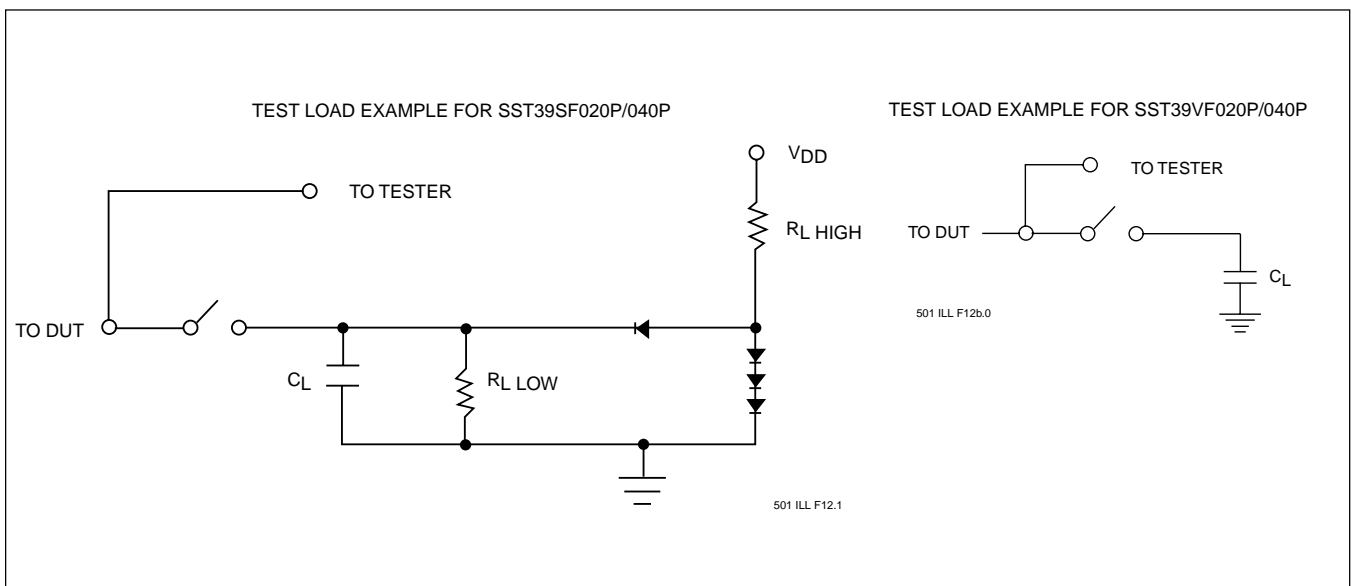 TEST LOAD EXAMPLE FOR SST39SF020P/040P
TO TESTER
VDD
RL HIGH
TO DUT
CL
RL LOW
501 ILL F12.1
TEST LOAD EXAMPLE FOR SST39VF020P/040P
TO TESTER
TO DUT
CL
501 ILL F12b.0